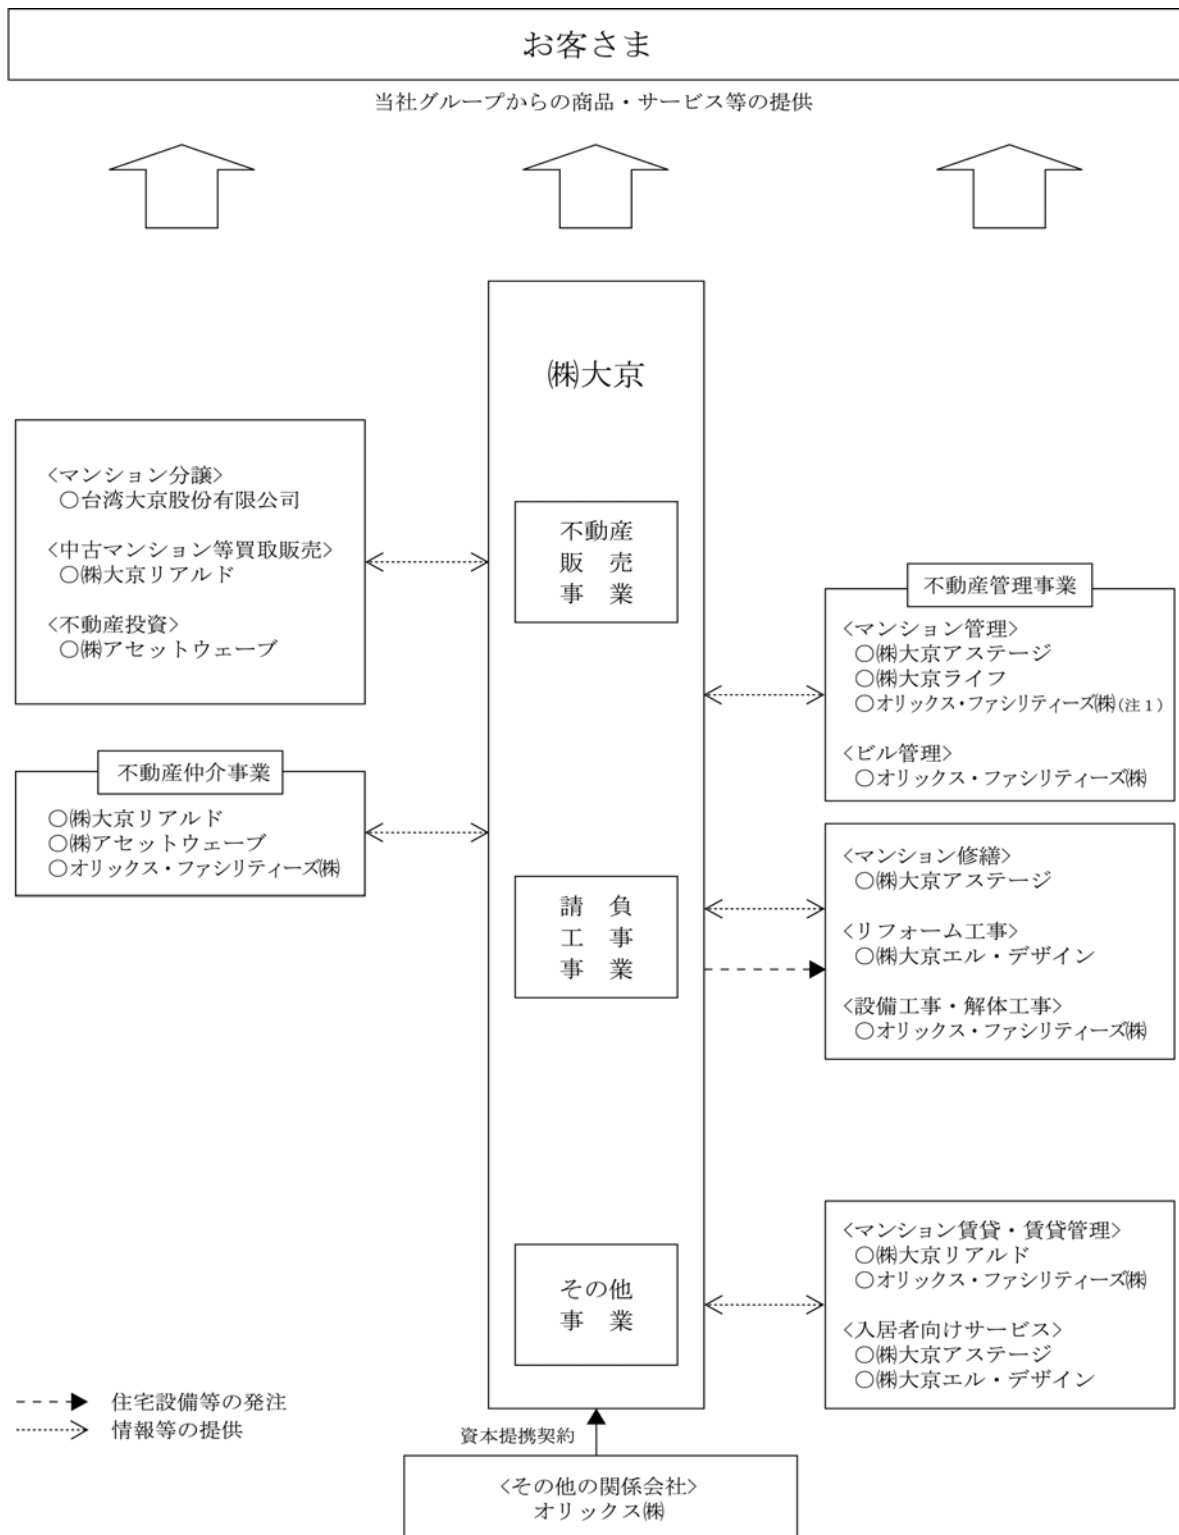 お客さま
当社グループからの商品・サービス等の提供
㈱大京
<マンション分譲>
○台湾大京股份有限公司
<中古マンション等買取販売>
○㈱大京リアルド
<不動産投資>
○㈱アセットウェーブ
不動産
販　売
事　業
不動産管理事業
<マンション管理>
○㈱大京アステージ
○㈱大京ライフ
○オリックス・ファシリティーズ㈱(注１)
<ビル管理>
○オリックス・ファシリティーズ㈱
不動産仲介事業
○㈱大京リアルド
○㈱アセットウェーブ
○オリックス・ファシリティーズ㈱
請　負
工　事
事　業
<マンション修繕>
○㈱大京アステージ
<リフォーム工事>
○㈱大京エル・デザイン
<設備工事・解体工事>
○オリックス・ファシリティーズ㈱
その他
事　業
<マンション賃貸・賃貸管理>
○㈱大京リアルド
○オリックス・ファシリティーズ㈱
<入居者向けサービス>
○㈱大京アステージ
○㈱大京エル・デザイン
住宅設備等の発注
情報等の提供
資本提携契約
<その他の関係会社>
オリックス㈱